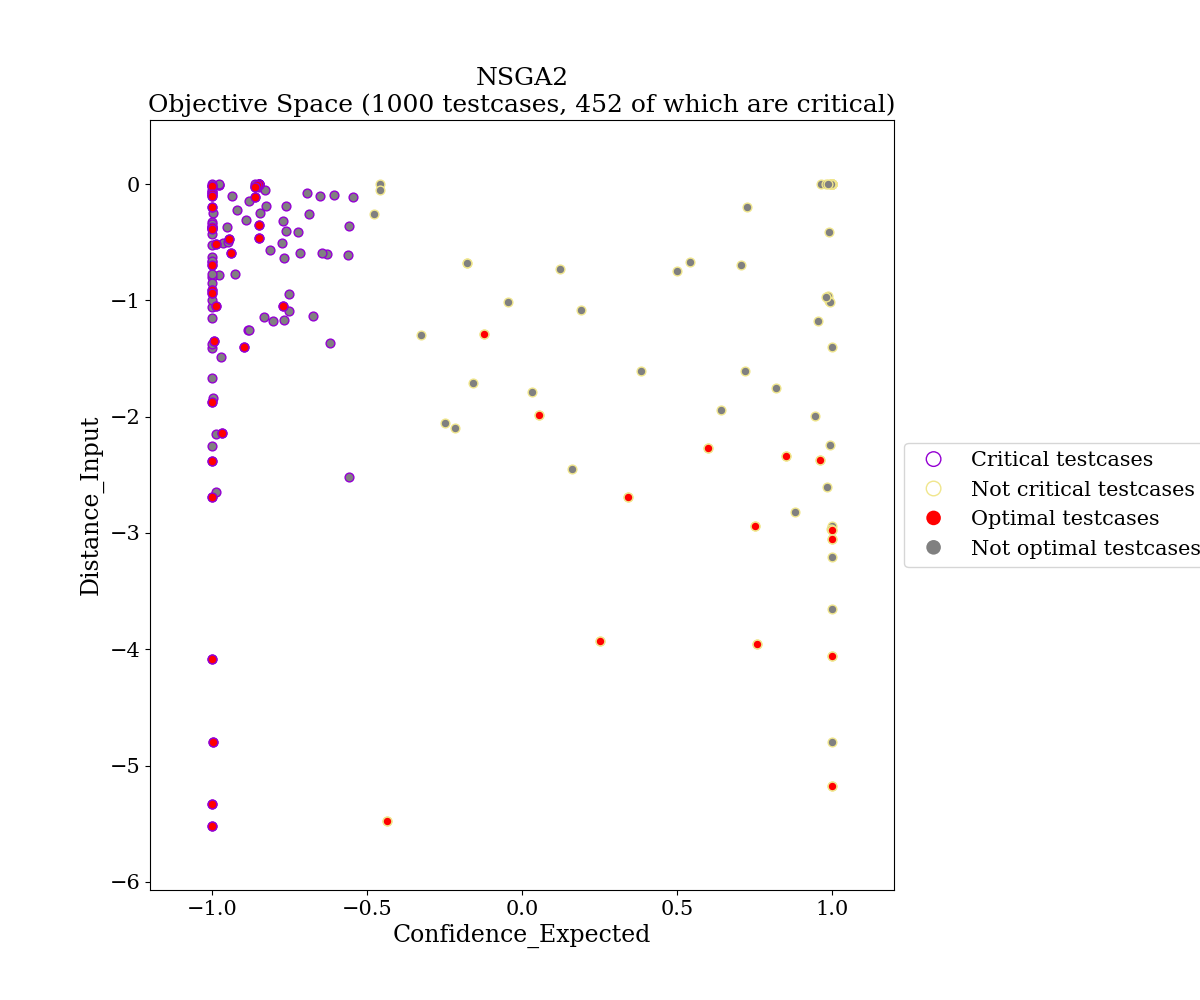 NSGA2
Objective Space (1000 testcases, 452 of which are critical)
0
−1
−2
−3
−4
−5
−6
Distance_Input
−1.0
−0.5
0.0
0.5
1.0
Confidence_Expected
Critical testcases
Not critical testcases
Optimal testcases
Not optimal testcases